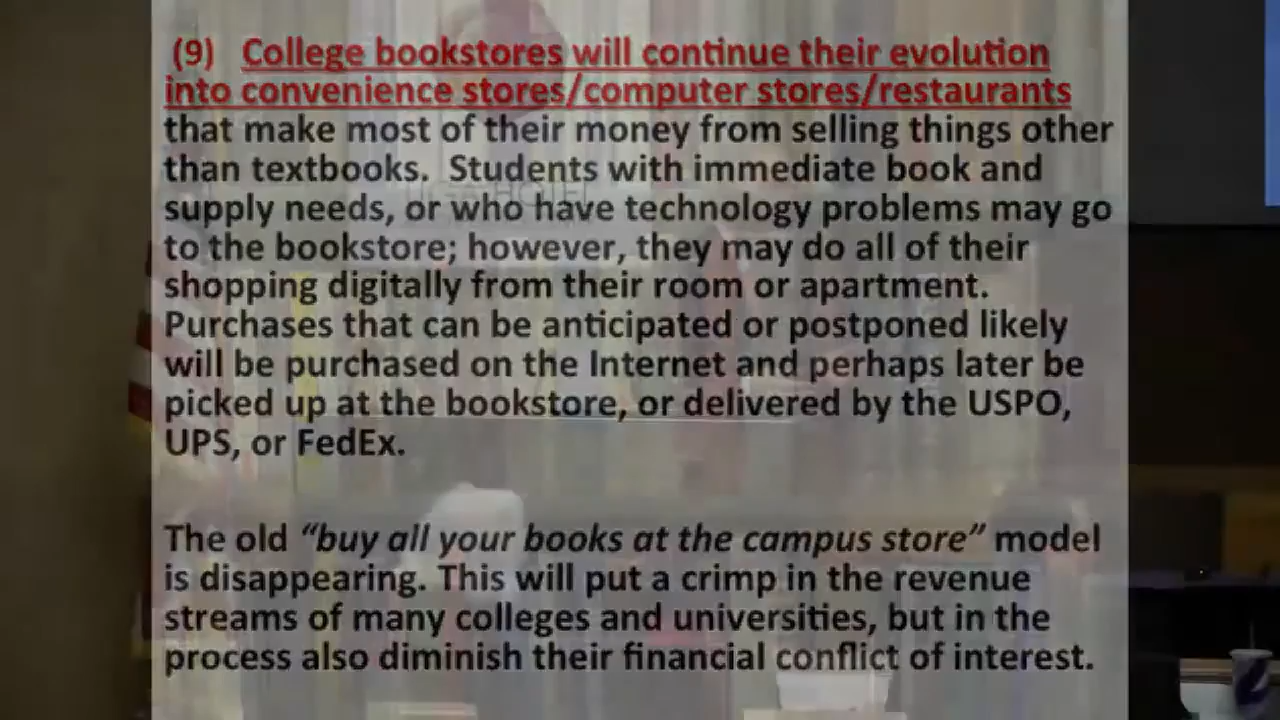 (9) College bookstores will continue their evolution
into convenience stores/computer stores/restaurants
that make most of their money from selling things other
than textbooks. Students with immediate book and
supply needs, or who have technology problems may go
to the bookstore; however, they may do all of their
shopping digitally from their room or apartment.
Purchases that can be anticipated or postponed likely
will be purchased on the Internet and perhaps later be
picked up at the bookstore, or delivered by the USPO,
UPS, or FedEx.
The old “buy all your books at the campus store” model
is disappearing. This will put a crimp in the revenue
streams of many colleges and universities, but in the
process also diminish their financial conflict of interest.